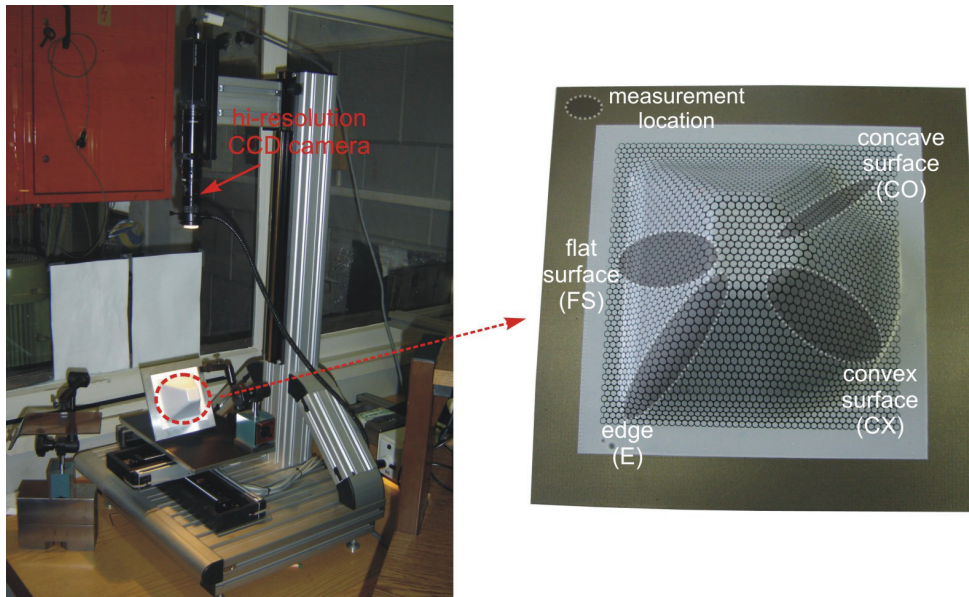 hi-resolution
CCD camera
measurement
location
concave
surface
(CO)
flat
surface
(FS)
convex
surface
(CX)
edge
(E)